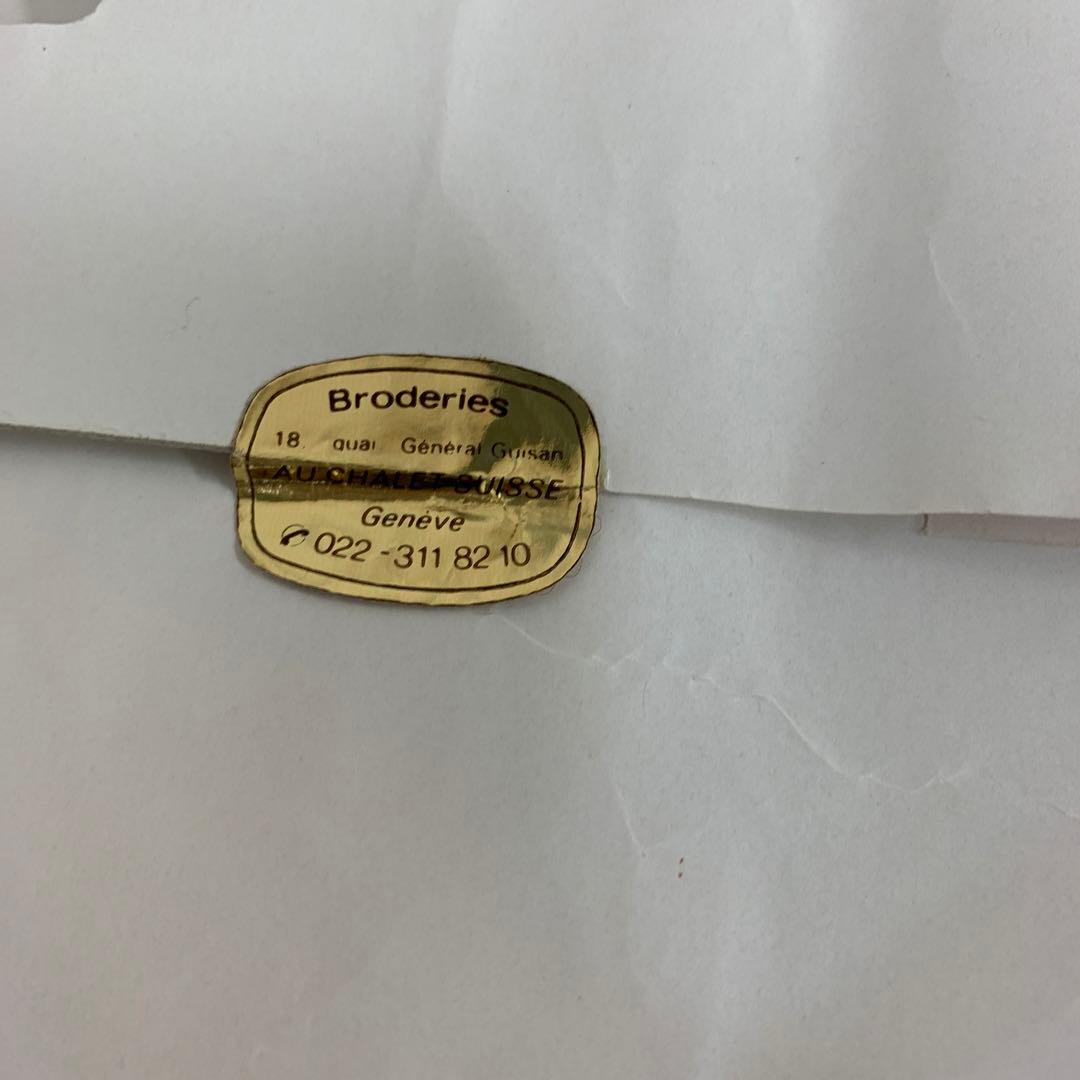 Broderies
18. quai Général Guisan
AU CHALET SUISSE
Genève
022 - 311 82 10